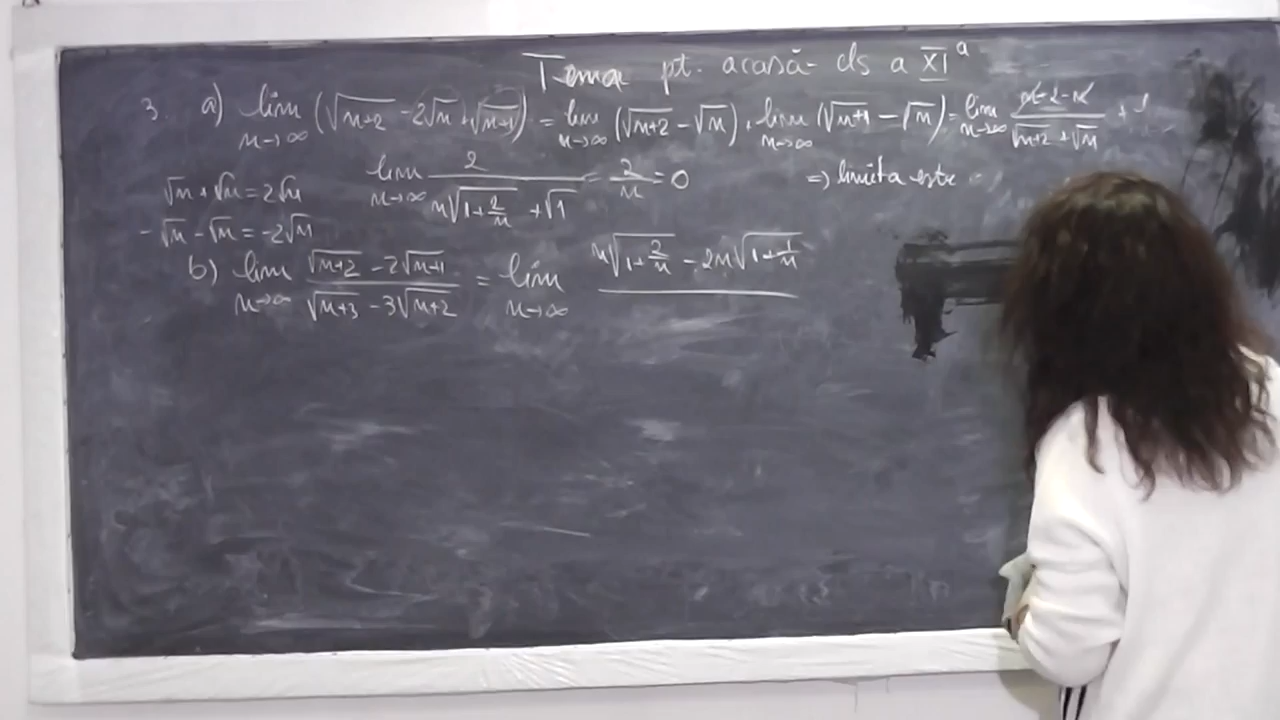 Tema pt. acasă - cls a XI a
3. a) lim n→∞ (√n+2 - 2√n + √n+1) = lim n→∞ (√n+2 - √n) + lim n→∞ (√n+1 - √n) = lim n→∞ n+2-n / √n+2 + √n +
√n + √n = 2√n lim n→∞ 2 / n√1+2/n + √1 = 2/n = 0 => limita este
-√n - √n = -2√n
b) lim n→∞ √n+2 - 2√n+1 / √n+3 - 3√n+2 = lim n→∞ n√1+2/n - 2n√1+1/n